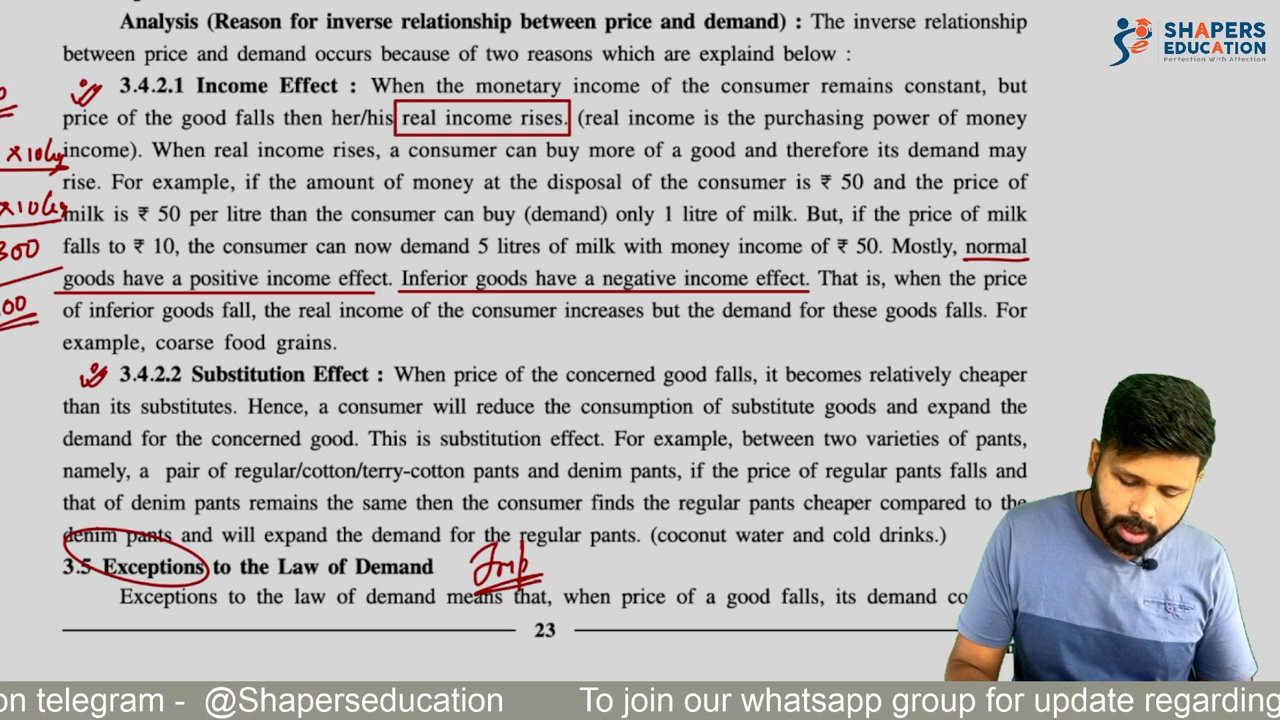 Analysis (Reason for inverse relationship between price and demand) : The inverse relationship
between price and demand occurs because of two reasons which are explaind below :
3.4.2.1 Income Effect : When the monetary income of the consumer remains constant, but
price of the good falls then her/his real income rises. (real income is the purchasing power of money
income). When real income rises, a consumer can buy more of a good and therefore its demand may
rise. For example, if the amount of money at the disposal of the consumer is ₹ 50 and the price of
milk is ₹ 50 per litre than the consumer can buy (demand) only 1 litre of milk. But, if the price of milk
falls to ₹ 10, the consumer can now demand 5 litres of milk with money income of ₹ 50. Mostly, normal
goods have a positive income effect. Inferior goods have a negative income effect. That is, when the price
of inferior goods fall, the real income of the consumer increases but the demand for these goods falls. For
example, coarse food grains.
3.4.2.2 Substitution Effect : When price of the concerned good falls, it becomes relatively cheaper
than its substitutes. Hence, a consumer will reduce the consumption of substitute goods and expand the
demand for the concerned good. This is substitution effect. For example, between two varieties of pants,
namely, a pair of regular/cotton/terry-cotton pants and denim pants, if the price of regular pants falls and
that of denim pants remains the same then the consumer finds the regular pants cheaper compared to the
denim pants and will expand the demand for the regular pants. (coconut water and cold drinks.)
3.5 Exceptions to the Law of Demand
Exceptions to the law of demand means that, when price of a good falls, its demand co
23
SHAPERS
EDUCATION
Perfection With Affection
x10kg
x10kg
300
00
Imp
on telegram - @Shaperseducation To join our whatsapp group for update regarding